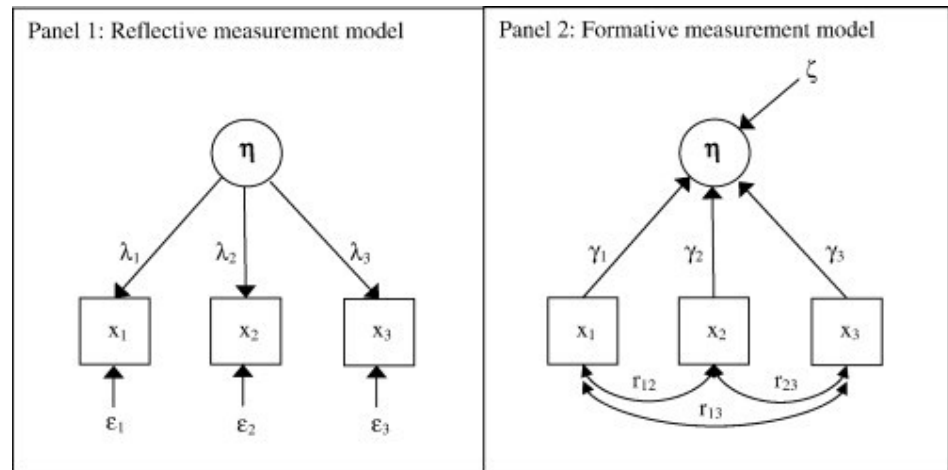 Panel 1: Reflective measurement model
η
λ₁ λ₂ λ₃
x₁ x₂ x₃
ε₁ ε₂ ε₃
Panel 2: Formative measurement model
ζ
η
γ₁ γ₂ γ₃
x₁ x₂ x₃
r₁₂ r₂₃
r₁₃